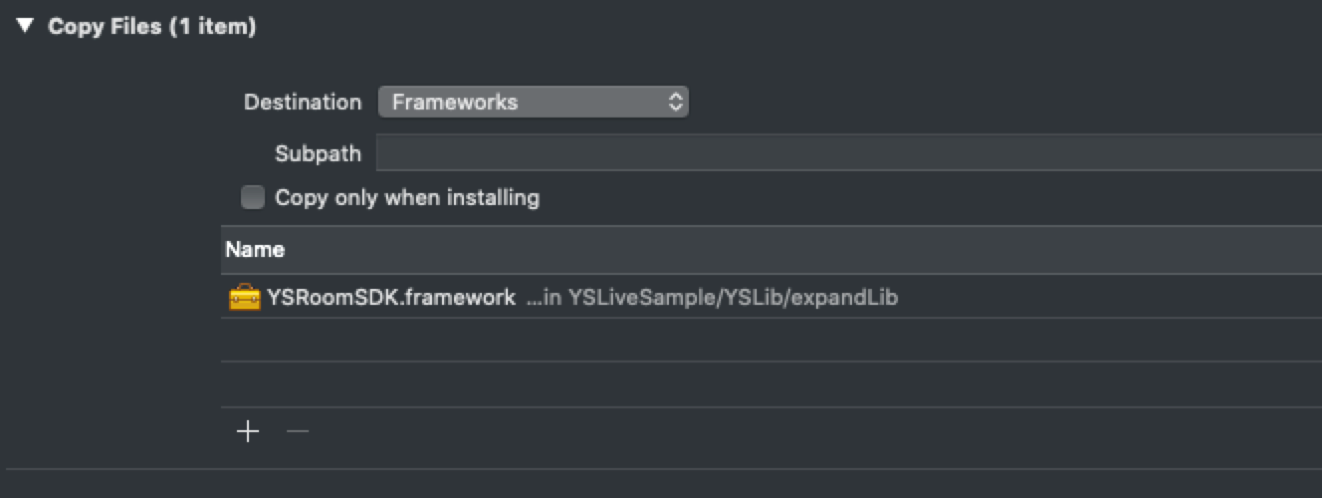 Copy Files (1 item)
Destination Frameworks
Subpath
Copy only when installing
Name
YSRoomSDK.framework ...in YSLiveSample/YSLib/expandLib